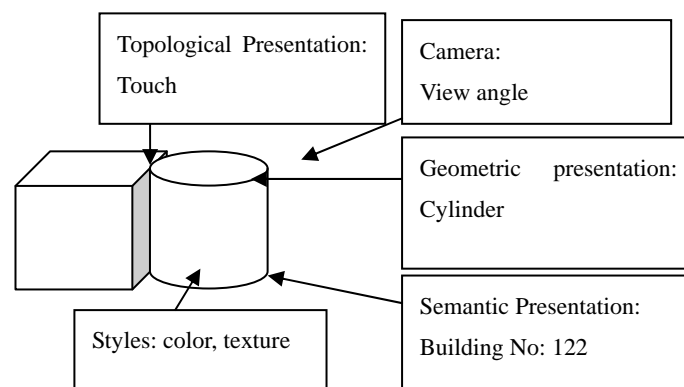 Topological Presentation:
Touch
Camera:
View angle
Geometric presentation:
Cylinder
Semantic Presentation:
Building No: 122
Styles: color, texture